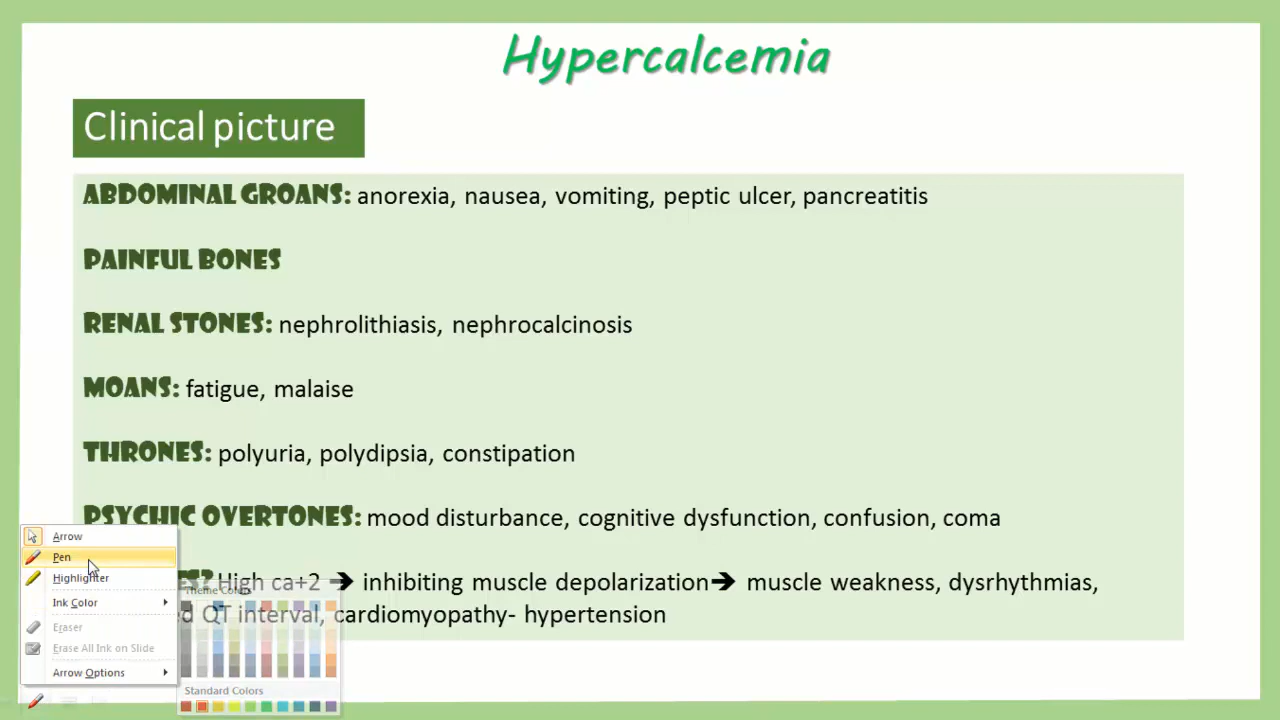 Hypercalcemia
Clinical picture
ABDOMINAL GROANS: anorexia, nausea, vomiting, peptic ulcer, pancreatitis
PAINFUL BONES
RENAL STONES: nephrolithiasis, nephrocalcinosis
MOANS: fatigue, malaise
THRONES: polyuria, polydipsia, constipation
PSYCHIC OVERTONES: mood disturbance, cognitive dysfunction, confusion, coma
High ca+2 → inhibiting muscle depolarization→ muscle weakness, dysrhythmias,
QT interval, cardiomyopathy- hypertension
Arrow
Pen
Highlighter
Ink Color
Eraser
Erase All Ink on Slide
Arrow Options
Theme Colors
Standard Colors